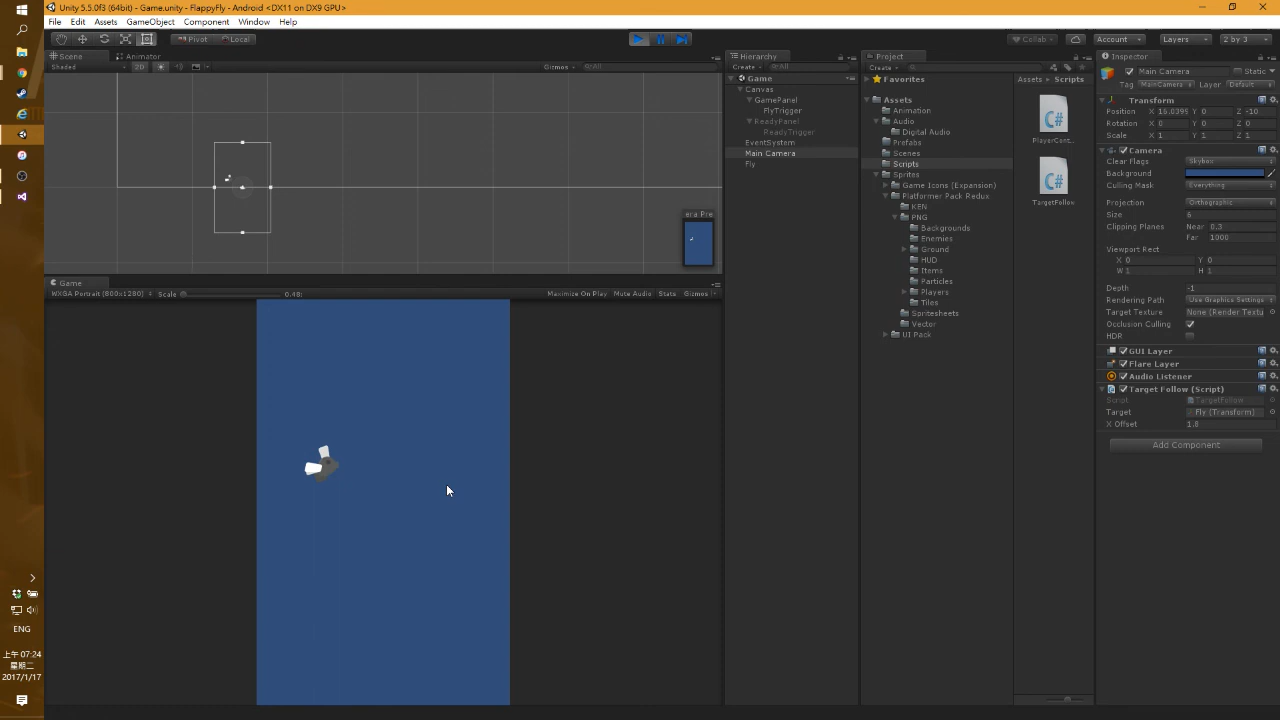 Unity 5.5.0f3 (64bit) - Game.unity - FlappyFly - Android <DX11 on DX9 GPU>
File Edit Assets GameObject Component Window Help
Pivot Local
Collab Account Layers 2 by 3
Scene Animator
Shaded 2D Gizmos All
era Pre
Game
WXGA Portrait (800x1280) Scale 0.48: Maximize On Play Mute Audio Stats Gizmos
Hierarchy
Create All
Game
Canvas
GamePanel
FlyTrigger
ReadyPanel
ReadyTrigger
EventSystem
Main Camera
Fly
Project
Create
Favorites
Assets
Animation
Audio
Digital Audio
Prefabs
Scenes
Scripts
Sprites
Game Icons (Expansion)
Platformer Pack Redux
KEN
PNG
Backgrounds
Enemies
Ground
HUD
Items
Particles
Players
Tiles
Spritesheets
Vector
UI Pack
Assets Scripts
C#
PlayerCont...
C#
TargetFollow
Inspector
Main Camera Static
Tag MainCamera Layer Default
Transform
Position X 16.0399 Y 0 Z -10
Rotation X 0 Y 0 Z 0
Scale X 1 Y 1 Z 1
Camera
Clear Flags Skybox
Background
Culling Mask Everything
Projection Orthographic
Size 6
Clipping Planes Near 0.3
Far 1000
Viewport Rect
X 0 Y 0
W 1 H 1
Depth -1
Rendering Path Use Graphics Settings
Target Texture None (Render Textu
Occlusion Culling
HDR
GUI Layer
Flare Layer
Audio Listener
Target Follow (Script)
Script TargetFollow
Target Fly (Transform)
X Offset 1.8
Add Component
ENG
上午 07:24
星期二
2017/1/17